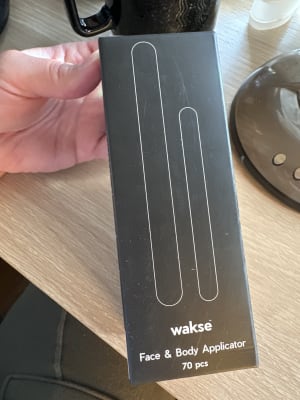 wakse
Face & Body Applicator
70 pcs